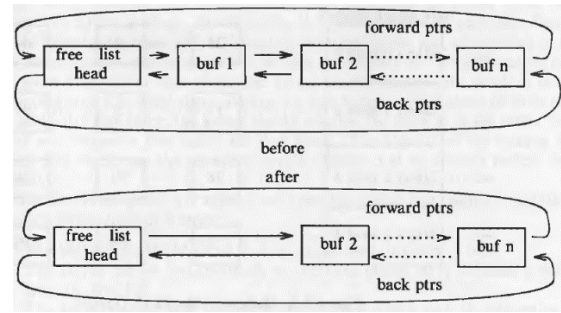 forward ptrs
free list
head
buf 1
buf 2
buf n
back ptrs
before
after
forward ptrs
free list
head
buf 2
buf n
back ptrs